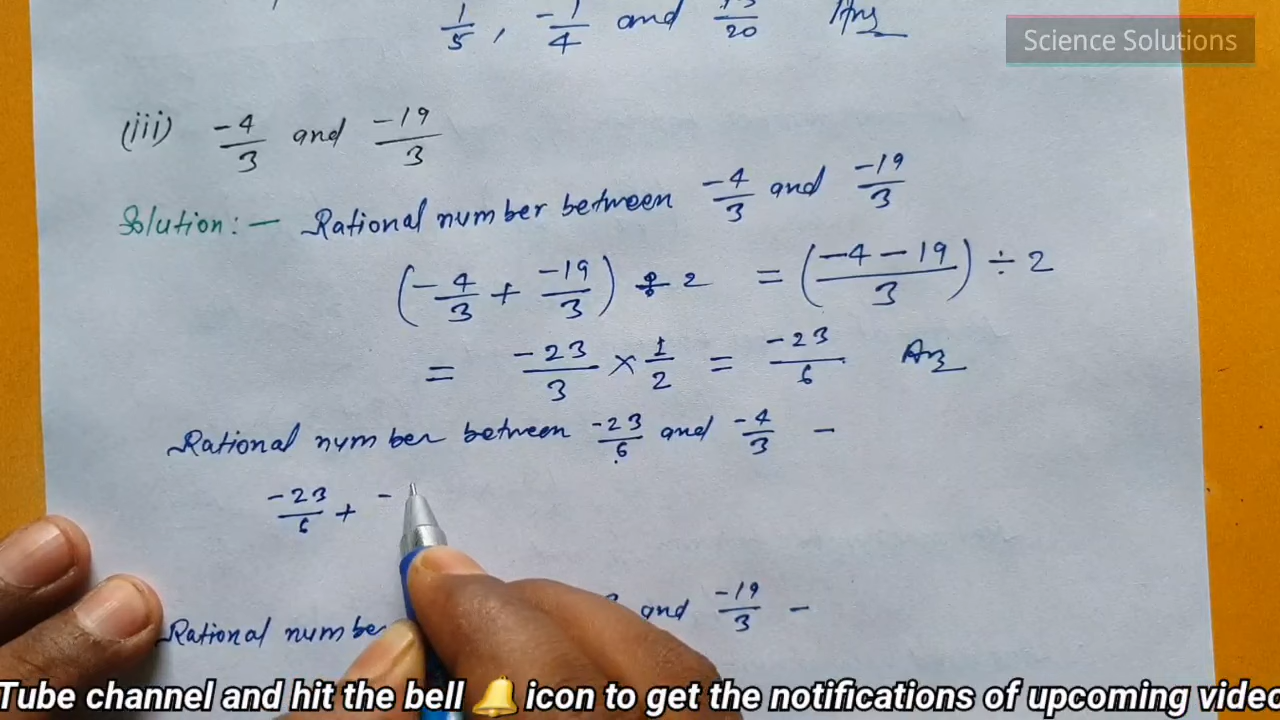 1/5 , -1/4 and /20 Ans
Science Solutions
(iii) -4/3 and -19/3
Solution:— Rational number between -4/3 and -19/3
(-4/3 + -19/3) ÷ 2 = (-4-19/3) ÷ 2
= -23/3 × 1/2 = -23/6 Ans
Rational number between -23/6 and -4/3 –
-23/6 + -
Rational number and -19/3 –
Tube channel and hit the bell 🔔 icon to get the notifications of upcoming video